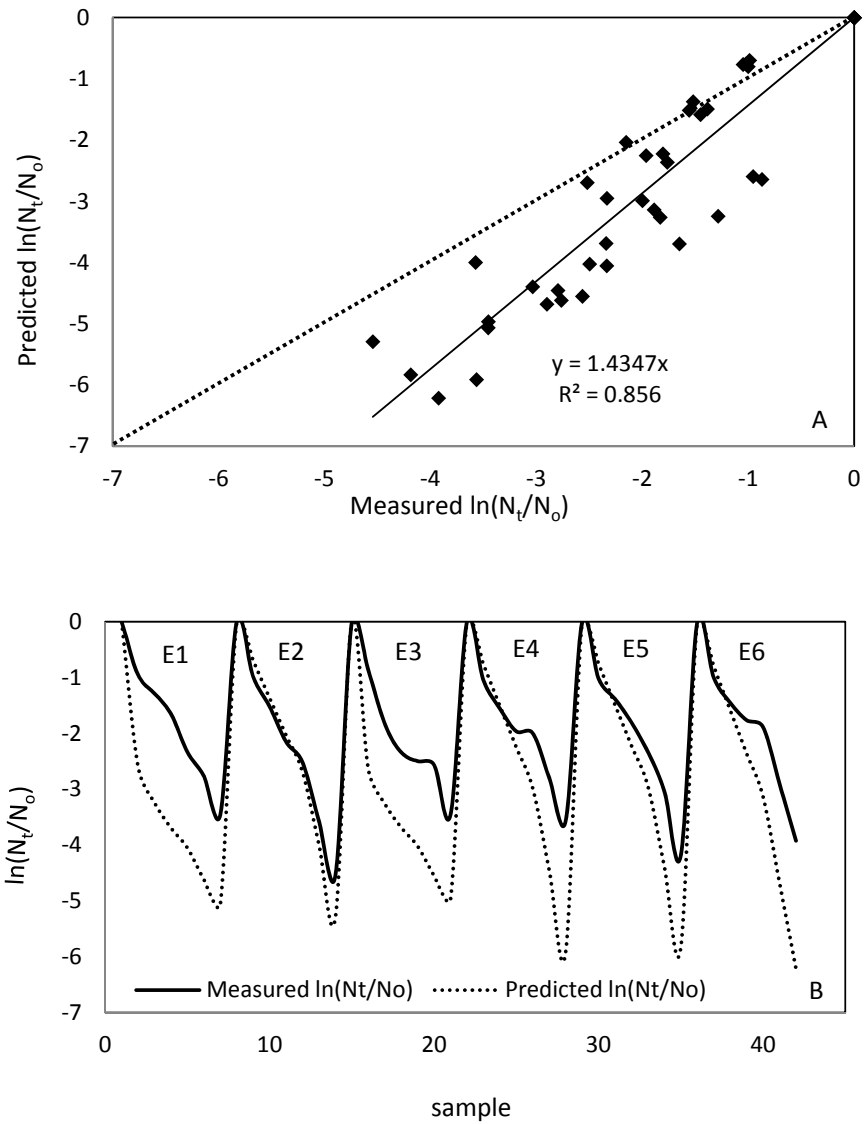 0
-1
-2
-3
-4
-5
-6
-7
Predicted ln(Nt/No)
y = 1.4347x
R² = 0.856
A
-7 -6 -5 -4 -3 -2 -1 0
Measured ln(Nt/No)
0
-1
-2
-3
-4
-5
-6
-7
ln(Nt/No)
E1 E2 E3 E4 E5 E6
Measured ln(Nt/No) Predicted ln(Nt/No) B
0 10 20 30 40
sample